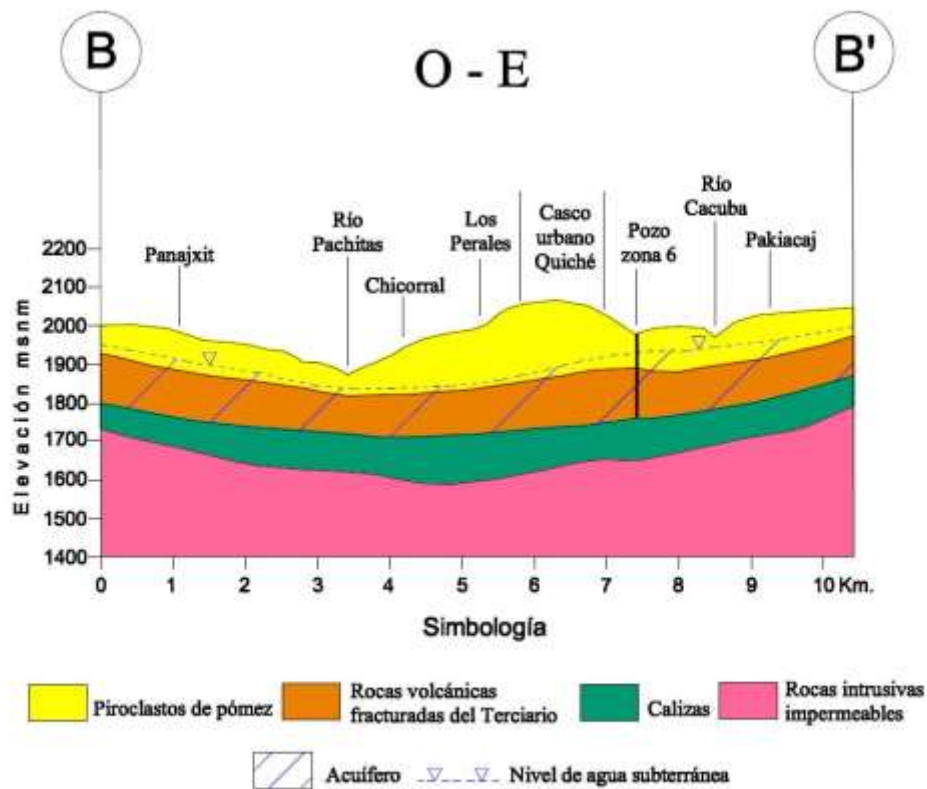 B
B'
O - E
Panajxit
Río
Pachitas
Chicorral
Los
Perales
Casco
urbano
Quiché
Pozo
zona 6
Río
Cacuba
Pakiacaj
Elevación msnm
2200
2100
2000
1900
1800
1700
1600
1500
1400
0 1 2 3 4 5 6 7 8 9 10 Km.
Simbología
Piroclastos de pómez
Rocas volcánicas
fracturadas del Terciario
Calizas
Rocas intrusivas
impermeables
Acuífero
Nivel de agua subterránea